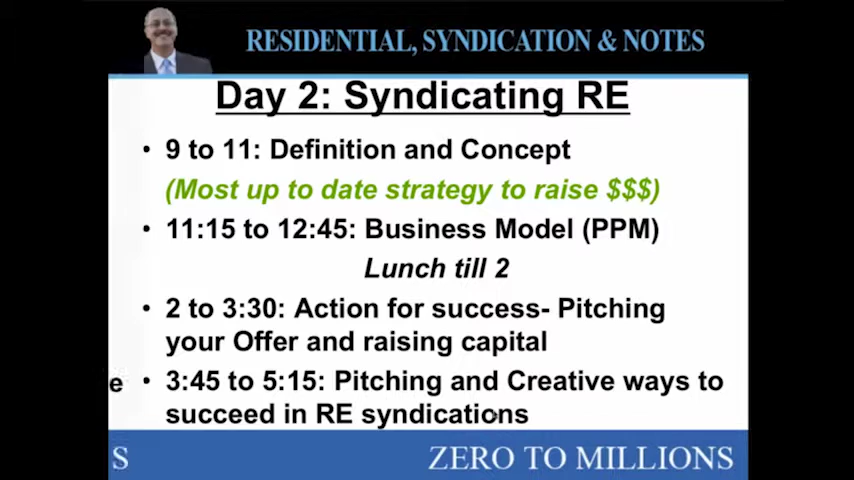 RESIDENTIAL, SYNDICATION & NOTES
Day 2: Syndicating RE
• 9 to 11: Definition and Concept
(Most up to date strategy to raise $$$)
• 11:15 to 12:45: Business Model (PPM)
Lunch till 2
• 2 to 3:30: Action for success- Pitching
your Offer and raising capital
e • 3:45 to 5:15: Pitching and Creative ways to
succeed in RE syndications
S ZERO TO MILLIONS